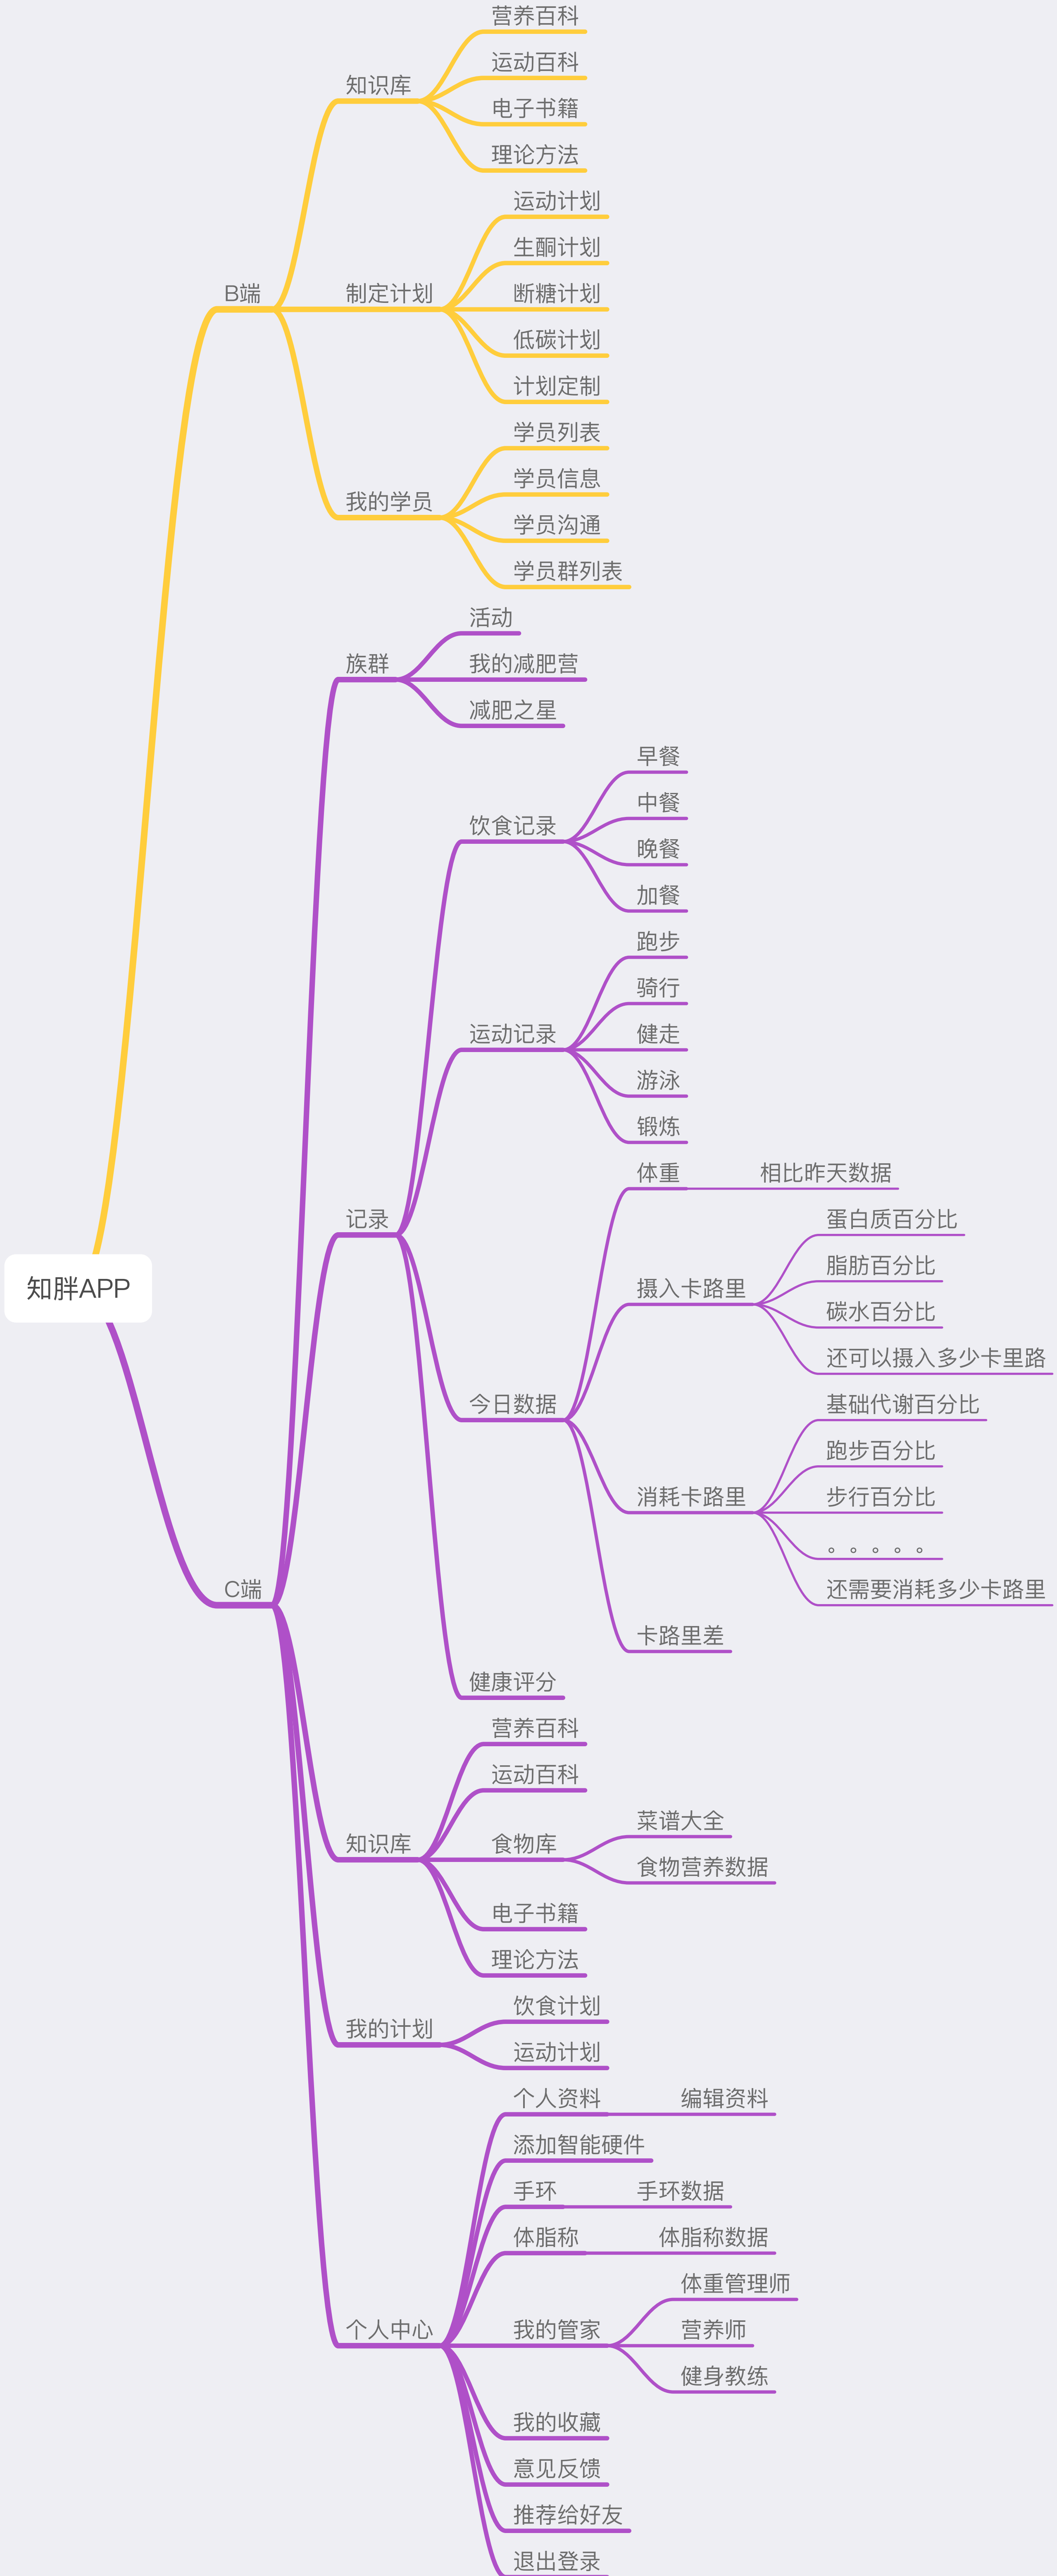 营养百科
运动百科
知识库
电子书籍
理论方法
运动计划
生酮计划
B端
制定计划
断糖计划
低碳计划
计划定制
学员列表
学员信息
我的学员
学员沟通
学员群列表
活动
族群
我的减肥营
减肥之星
早餐
中餐
饮食记录
晚餐
加餐
跑步
骑行
运动记录
健走
游泳
锻炼
体重
相比昨天数据
记录
蛋白质百分比
脂肪百分比
知胖APP
摄入卡路里
碳水百分比
还可以摄入多少卡里路
今日数据
基础代谢百分比
跑步百分比
消耗卡路里
步行百分比
。。。。。
C端
还需要消耗多少卡路里
卡路里差
健康评分
营养百科
运动百科
菜谱大全
知识库
食物库
食物营养数据
电子书籍
理论方法
饮食计划
我的计划
运动计划
个人资料
编辑资料
添加智能硬件
手环
手环数据
体脂称
体脂称数据
体重管理师
个人中心
我的管家
营养师
健身教练
我的收藏
意见反馈
推荐给好友
退出登录